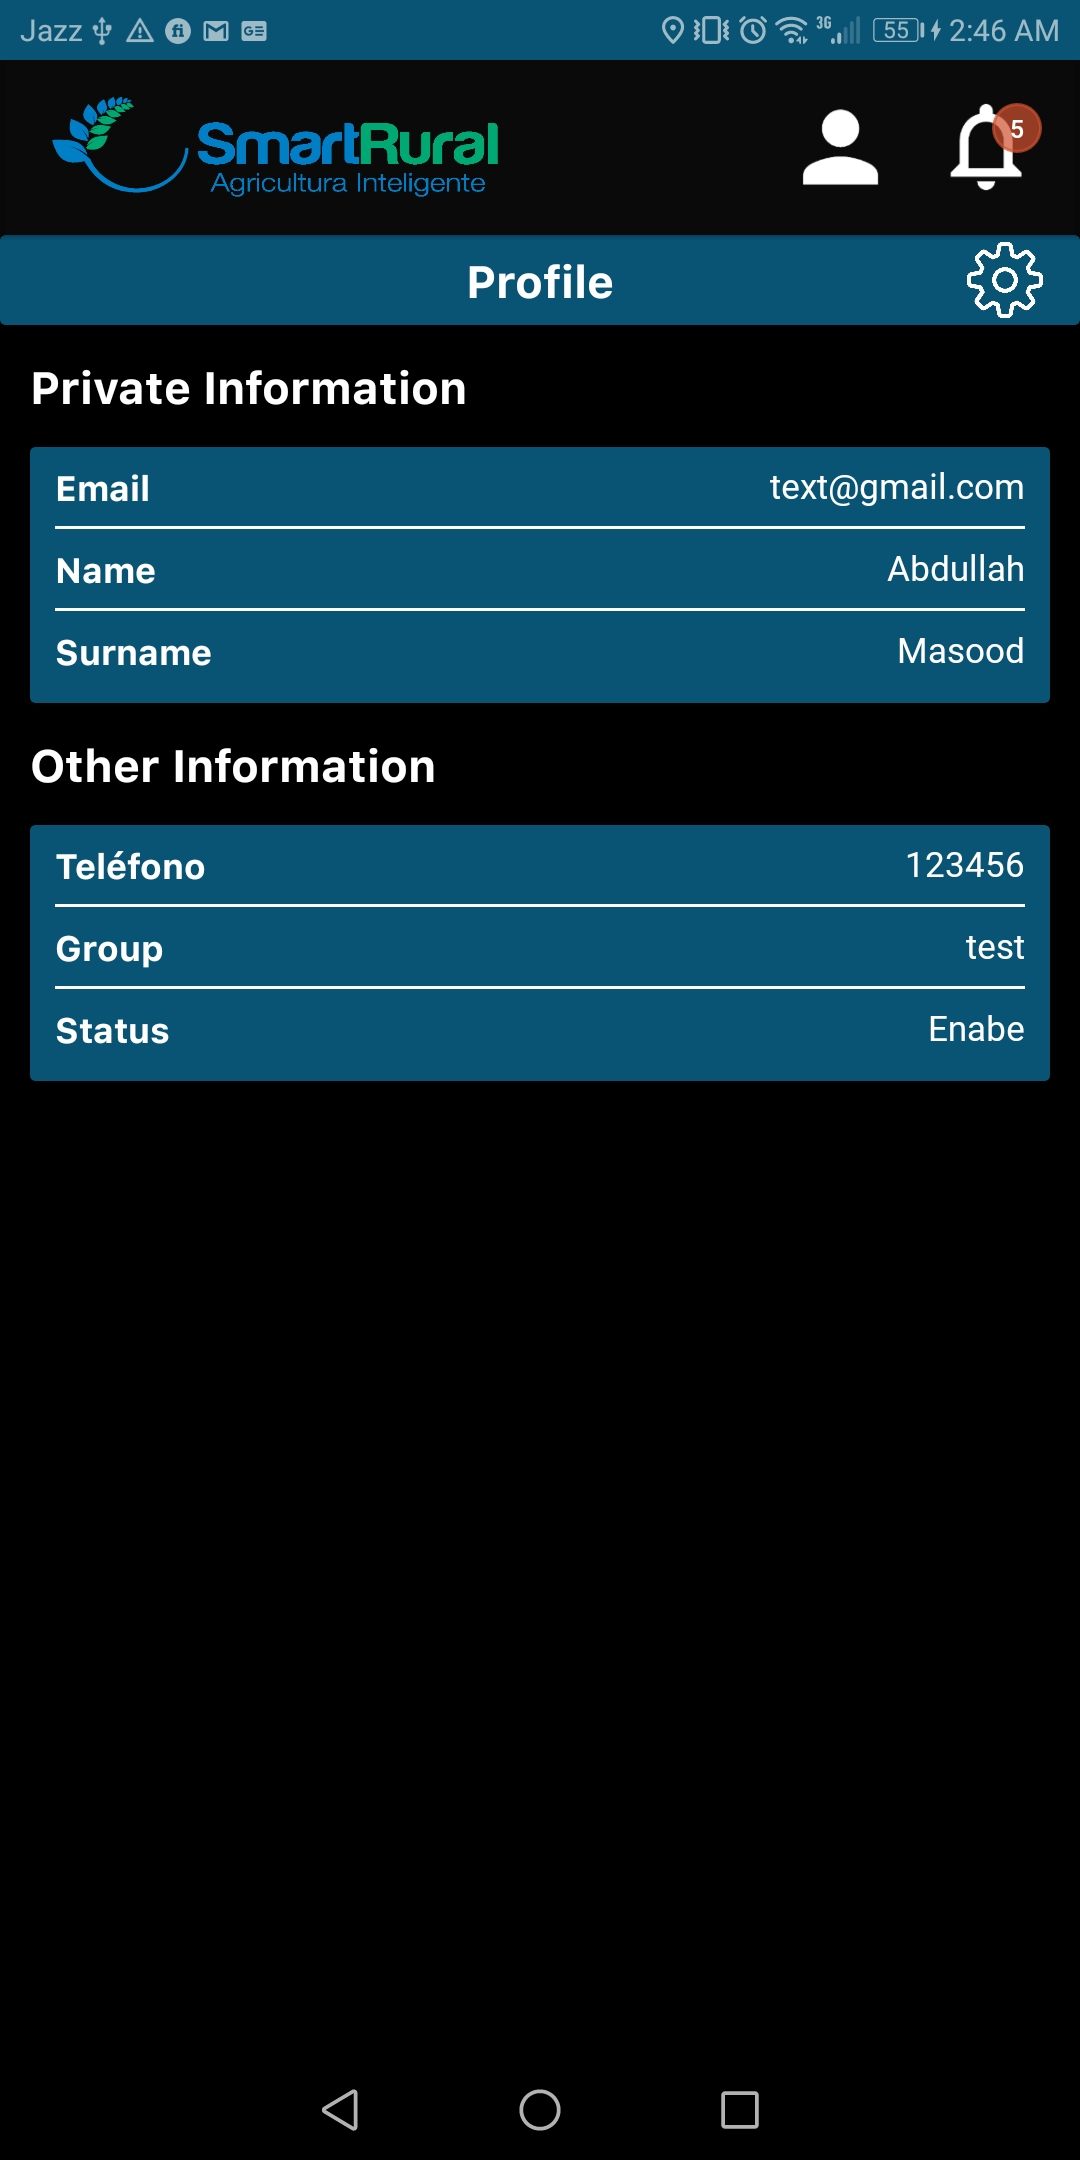 Jazz 3G 55 2:46 AM
SmartRural
Agricultura Inteligente
5
Profile
Private Information
Email text@gmail.com
Name Abdullah
Surname Masood
Other Information
Teléfono 123456
Group test
Status Enabe